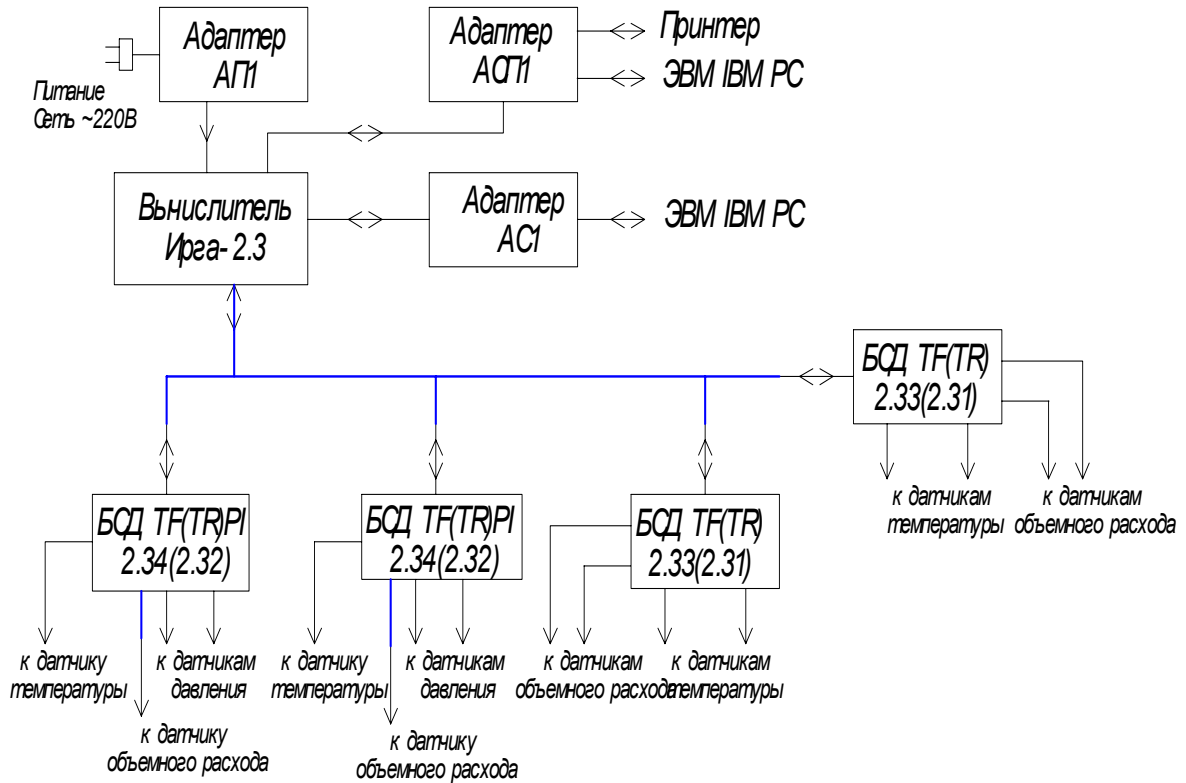 Адаптер
АП1
Адаптер
АСП1
Принтер
ЭВМ IBM PC
Питание
Сеть ~220В
Вычислитель
Ирга- 2.3
Адаптер
АС1
ЭВМ IBM PC
БСД TF(TR)
2.33(2.31)
к датчикам
температуры
к датчикам
объемного расхода
БСД TF(TR)PI
2.34(2.32)
БСД TF(TR)PI
2.34(2.32)
БСД TF(TR)
2.33(2.31)
к датчику
температуры
к датчикам
давления
к датчику
температуры
к датчикам
давления
к датчикам
объемного расхода
к датчикам
температуры
к датчику
объемного расхода
к датчику
объемного расхода